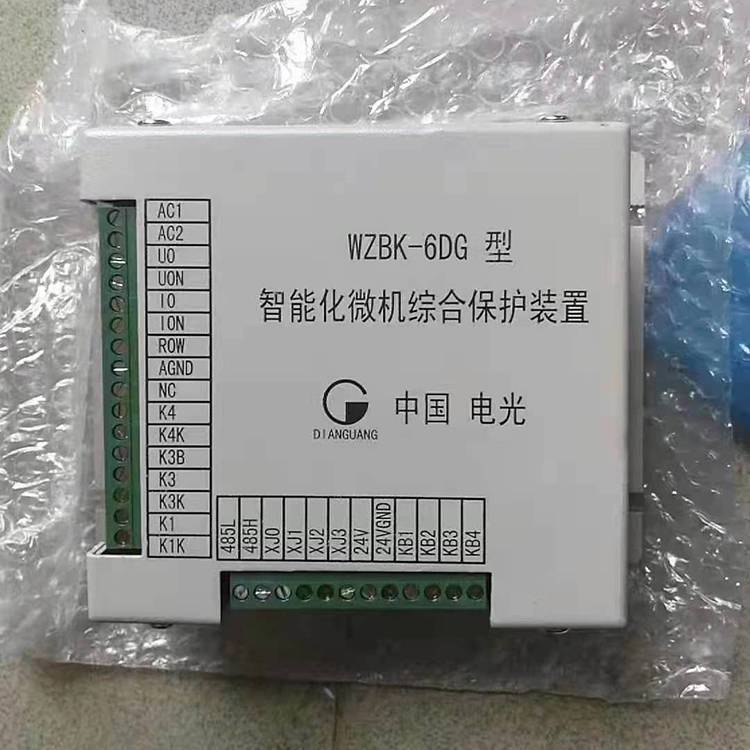 AC1
AC2
UO
UON
IO
ION
ROW
AGND
NC
K4
K4K
K3B
K3
K3K
K1
K1K
WZBK-6DG 型
智能化微机综合保护装置
DIANGUANG
中国 电光
485L
485H
XJ0
XJ1
XJ2
XJ3
24V
24VGND
KB1
KB2
KB3
KB4